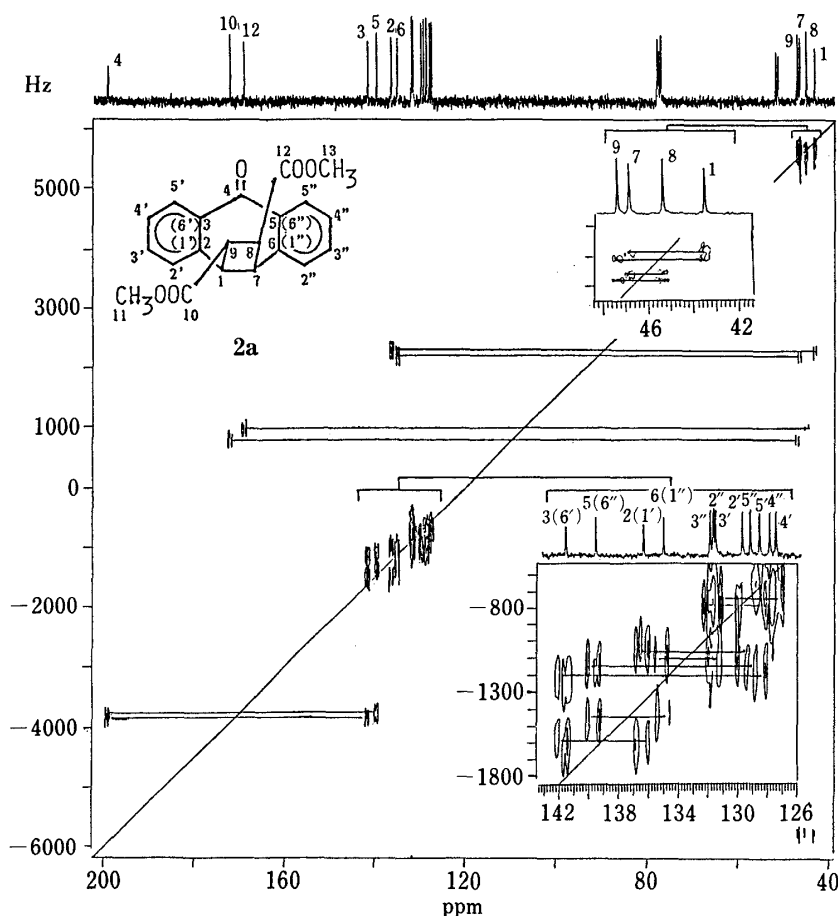 10 12 3 5 2 6 7
4 9 8 1
Hz
5000
3000
1000
0
−2000
−4000
−6000
12 13
O COOCH3
4
5' 5''
4' (6') 3 5 (6'') 4''
(1') 2 9 8 6 (1'')
3' 3''
2' 1 7 2''
CH3OOC
11 10
2a
9 7 8 1
46 42
6(1'')
5(6'') 2''
3(6') 2(1') 3'' 3' 2' 5'' 5' 4'' 4'
−800
−1300
−1800
142 138 134 130 126
200 160 120 80 40
ppm